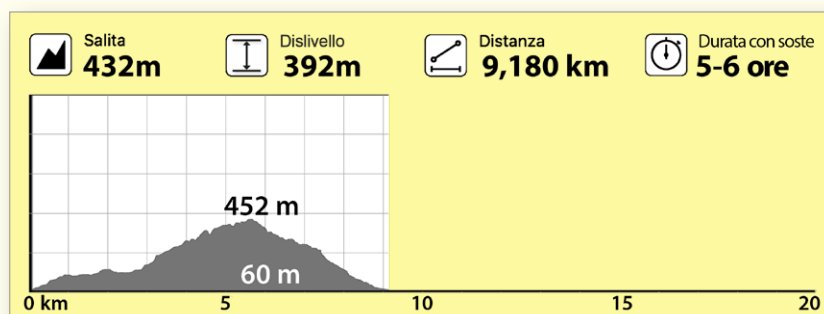 Salita
432m
Dislivello
392m
Distanza
9,180 km
Durata con soste
5-6 ore
452 m
60 m
0 km 5 10 15 20